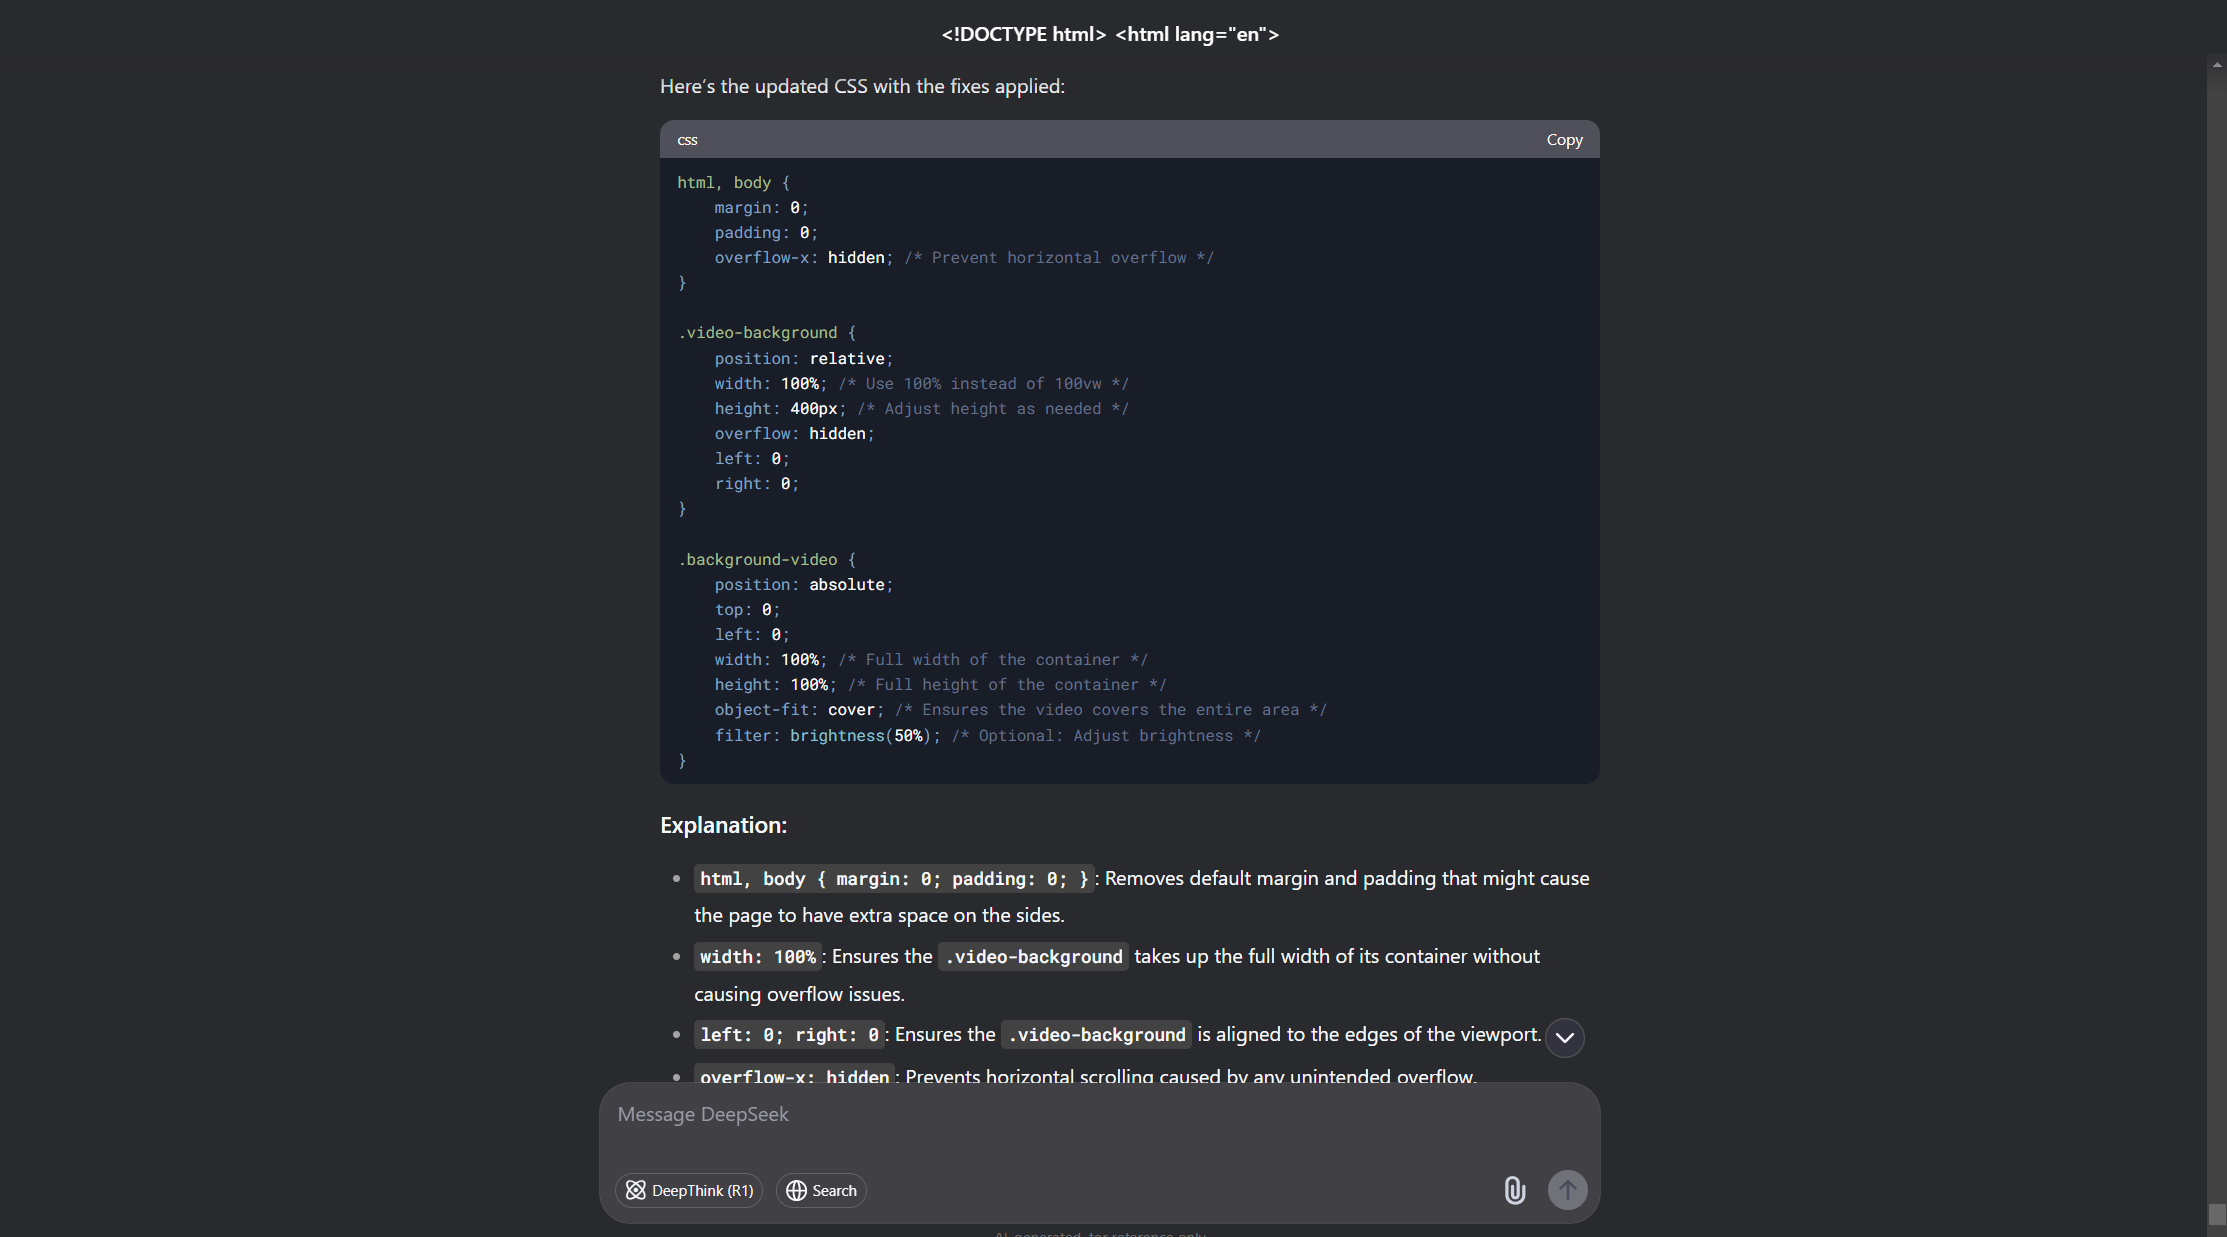 <!DOCTYPE html> <html lang="en">
Here's the updated CSS with the fixes applied:
css
Copy
html, body {
    margin: 0;
    padding: 0;
    overflow-x: hidden; /* Prevent horizontal overflow */
}
.video-background {
    position: relative;
    width: 100%; /* Use 100% instead of 100vw */
    height: 400px; /* Adjust height as needed */
    overflow: hidden;
    left: 0;
    right: 0;
}
.background-video {
    position: absolute;
    top: 0;
    left: 0;
    width: 100%; /* Full width of the container */
    height: 100%; /* Full height of the container */
    object-fit: cover; /* Ensures the video covers the entire area */
    filter: brightness(50%); /* Optional: Adjust brightness */
}
Explanation:
html, body { margin: 0; padding: 0; } : Removes default margin and padding that might cause
the page to have extra space on the sides.
width: 100% : Ensures the .video-background takes up the full width of its container without
causing overflow issues.
left: 0; right: 0 : Ensures the .video-background is aligned to the edges of the viewport.
overflow-x: hidden : Prevents horizontal scrolling caused by any unintended overflow.
Message DeepSeek
DeepThink (R1)
Search
AI-generated, for reference only